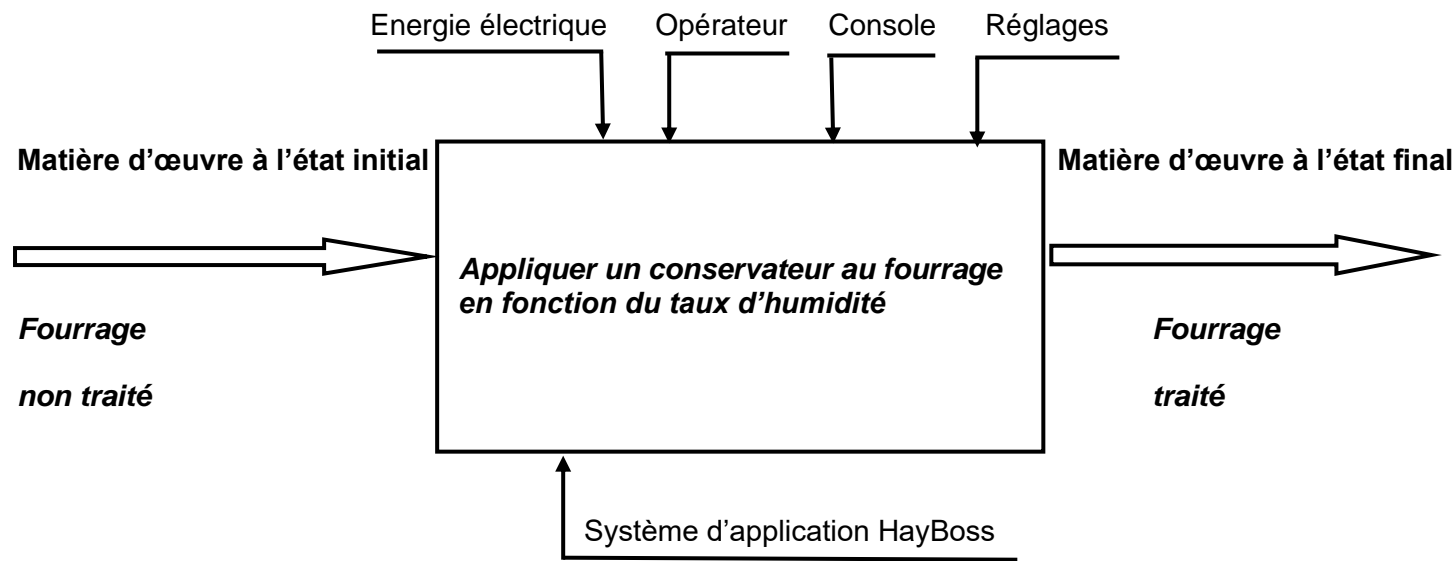 Energie électrique
Opérateur
Console
Réglages
Matière d'œuvre à l'état initial
Matière d'œuvre à l'état final
Appliquer un conservateur au fourrage
en fonction du taux d'humidité
Fourrage
non traité
Fourrage
traité
Système d'application HayBoss